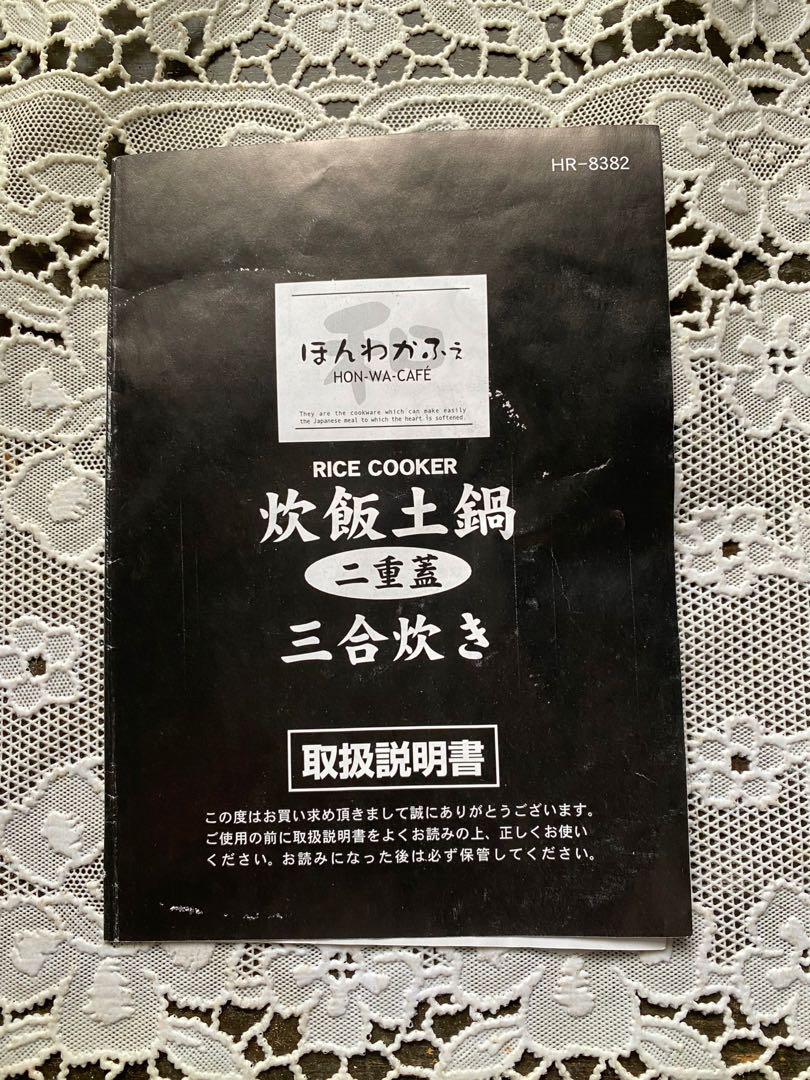 HR-8382
和
ほんわかふぇ
HON-WA-CAFÉ
They are the cookware which can make easily
the Japanese meal to which the heart is softened.
RICE COOKER
炊飯土鍋
二重蓋
三合炊き
取扱説明書
この度はお買い求め頂きまして誠にありがとうございます。
ご使用の前に取扱説明書をよくお読みの上、正しくお使い
ください。お読みになった後は必ず保管してください。